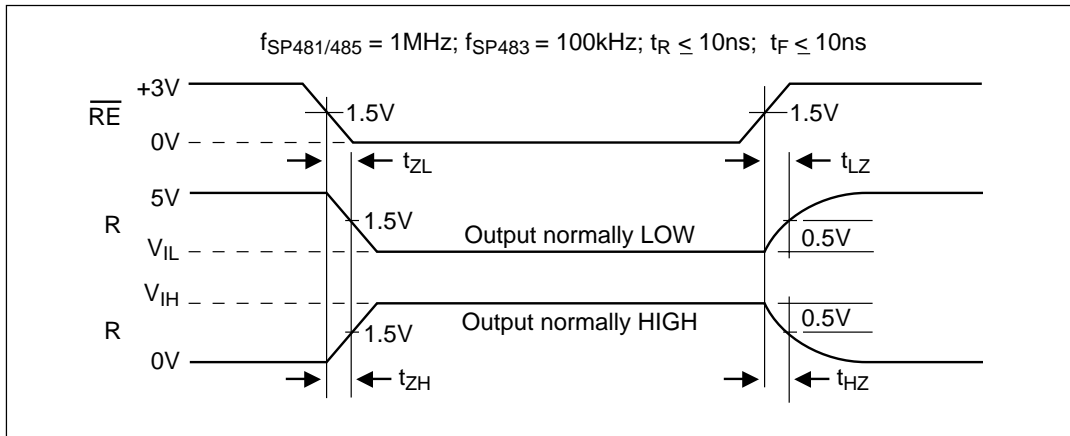 fSP481/485 = 1MHz; fSP483 = 100kHz; tR ≤ 10ns; tF ≤ 10ns
+3V
RE
1.5V
1.5V
0V
tZL
tLZ
5V
R
1.5V
Output normally LOW
0.5V
VIL
VIH
R
1.5V
Output normally HIGH
0.5V
0V
tZH
tHZ